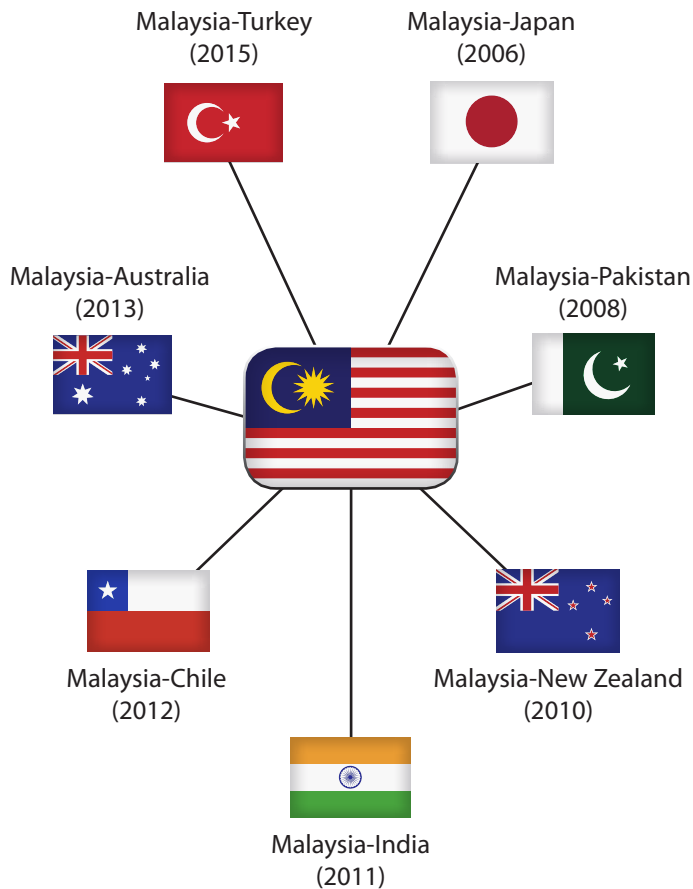 Malaysia-Turkey
(2015)
Malaysia-Japan
(2006)
Malaysia-Australia
(2013)
Malaysia-Pakistan
(2008)
Malaysia-Chile
(2012)
Malaysia-New Zealand
(2010)
Malaysia-India
(2011)